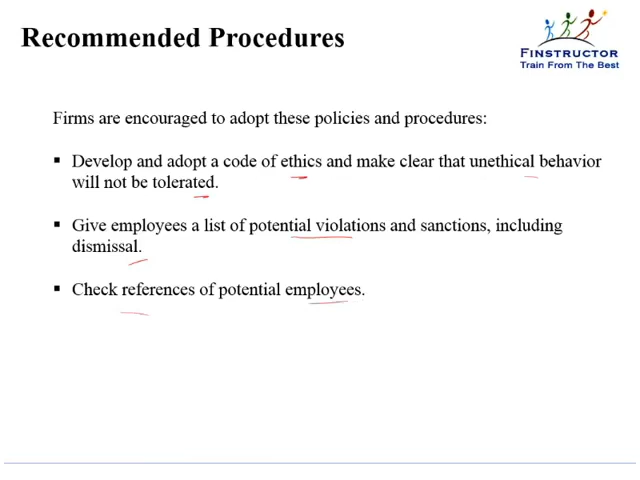 Recommended Procedures
FINSTRUCTOR
Train From The Best
Firms are encouraged to adopt these policies and procedures:
▪ Develop and adopt a code of ethics and make clear that unethical behavior
will not be tolerated.
▪ Give employees a list of potential violations and sanctions, including
dismissal.
▪ Check references of potential employees.